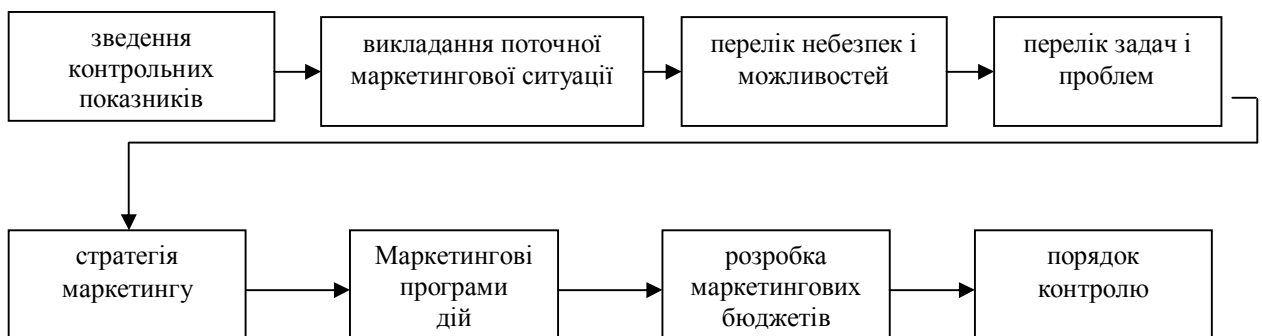 зведення
контрольних
показників
викладання поточної
маркетингової ситуації
перелік небезпек і
можливостей
перелік задач і
проблем
стратегія
маркетингу
Маркетингові
програми
дій
розробка
маркетингових
бюджетів
порядок
контролю